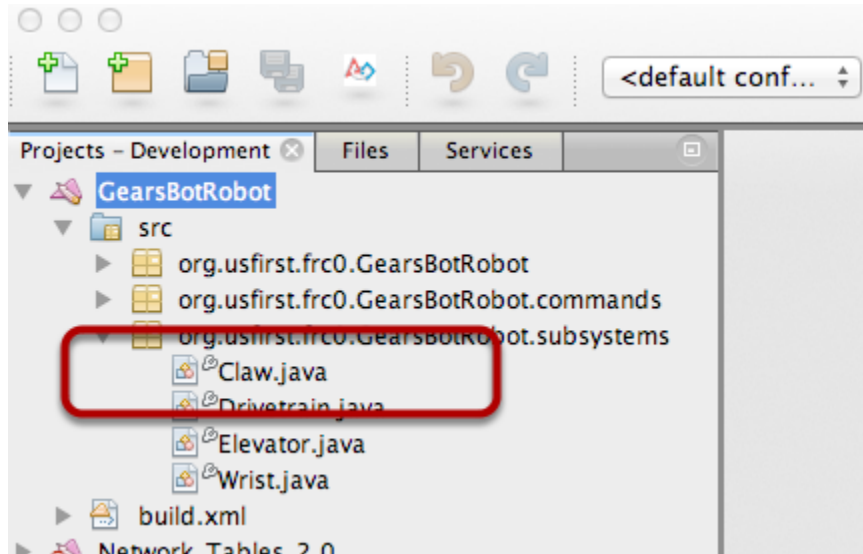 <default conf...
Projects – Development Files Services
GearsBotRobot
src
org.usfirst.frc0.GearsBotRobot
org.usfirst.frc0.GearsBotRobot.commands
org.usfirst.frc0.GearsBotRobot.subsystems
Claw.java
Drivetrain.java
Elevator.java
Wrist.java
build.xml
Network Tables 2.0